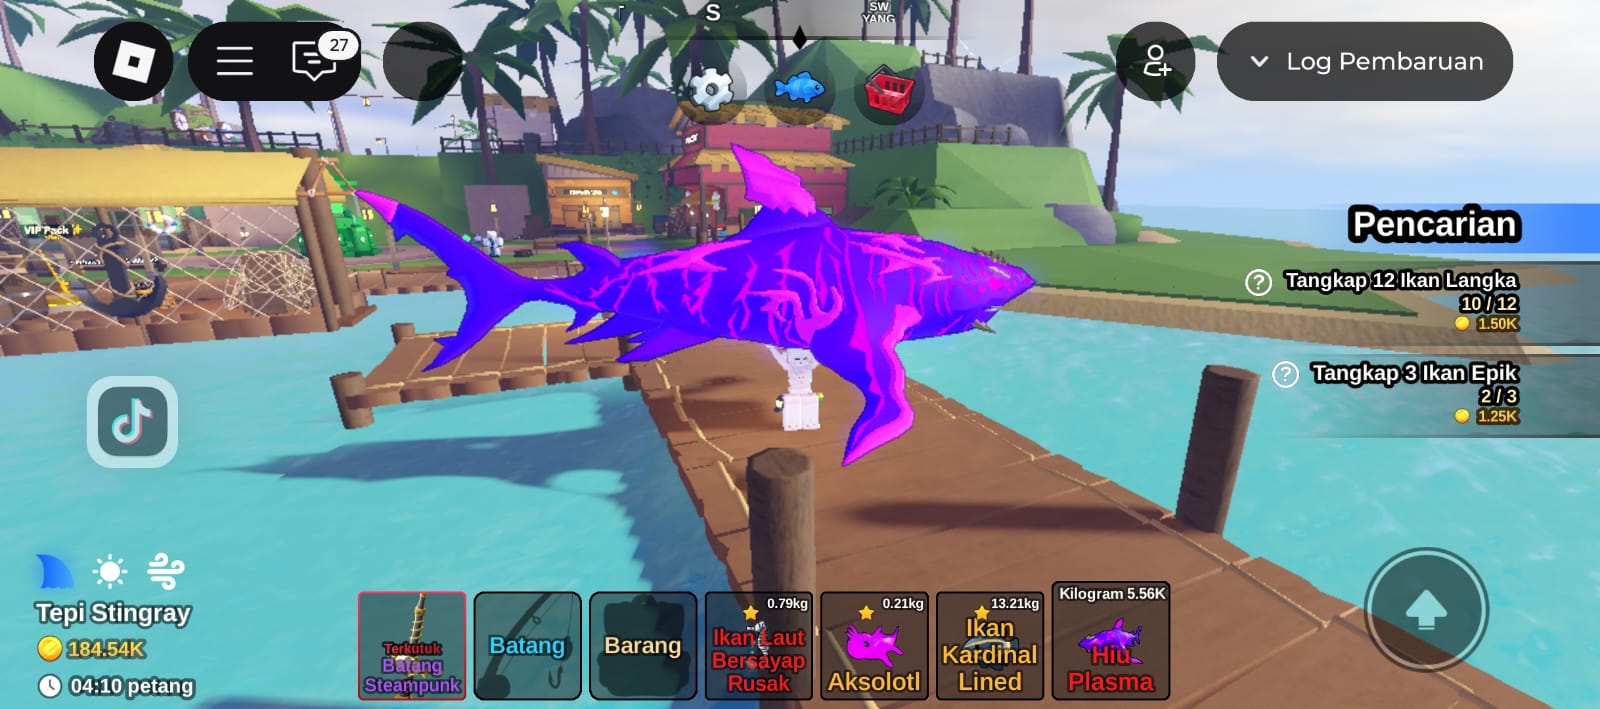 S
SW
YANG
27
Log Pembaruan
VIP Pack
Pencarian
Tangkap 12 Ikan Langka
10 / 12
1.50K
Tangkap 3 Ikan Epik
2 / 3
1.25K
Tepi Stingray
184.54K
04:10 petang
Terkutuk
Batang
Steampunk
Batang
Barang
0.79kg
Ikan Laut
Bersayap
Rusak
0.21kg
Aksolotl
13.21kg
Ikan
Kardinal
Lined
Kilogram 5.56K
Hiu
Plasma